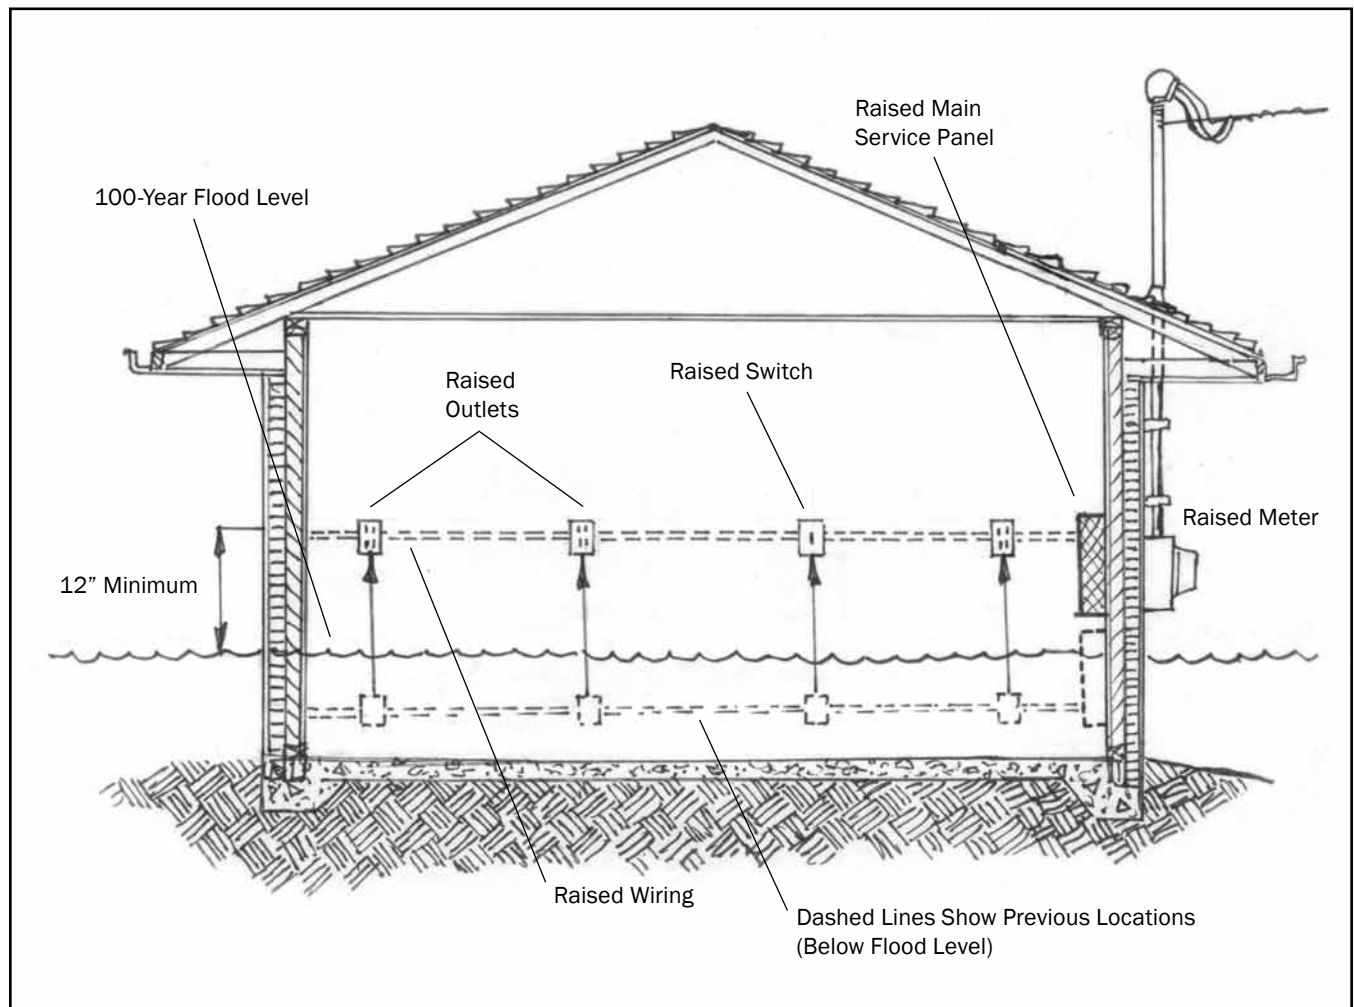 Raised Main
Service Panel
100-Year Flood Level
Raised
Outlets
Raised Switch
Raised Meter
12” Minimum
Raised Wiring
Dashed Lines Show Previous Locations
(Below Flood Level)